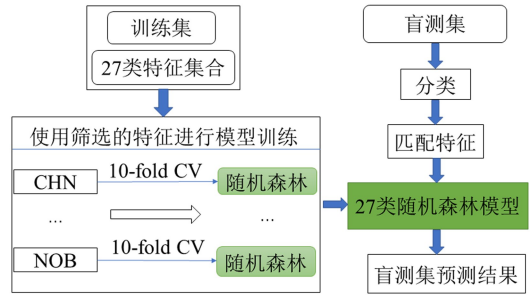 训练集
27类特征集合
使用筛选的特征进行模型训练
CHN
10-fold CV
随机森林
...
...
NOB
10-fold CV
随机森林
盲测集
分类
匹配特征
27类随机森林模型
盲测集预测结果